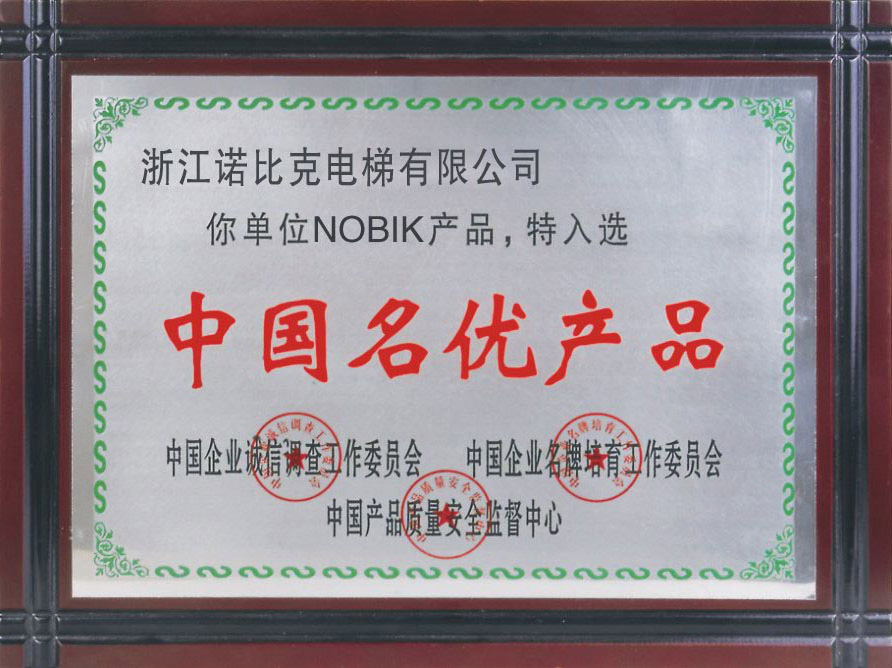 浙江诺比克电梯有限公司
你单位NOBIK产品，特入选
中国名优产品
中国企业诚信调查工作委员会 中国企业名牌培育工作委员会
中国产品质量安全监督中心